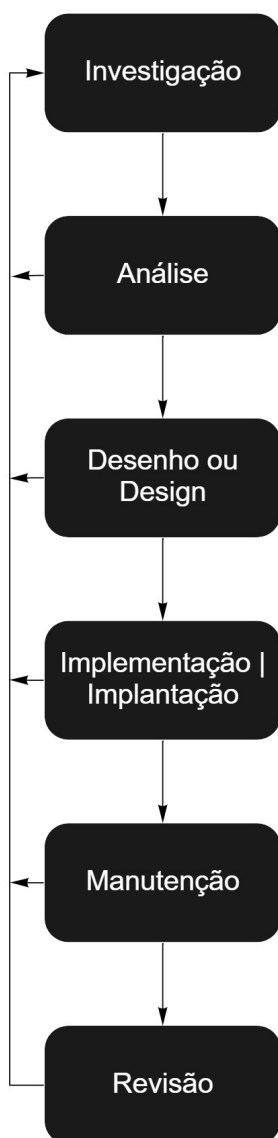 Investigação
Análise
Desenho ou
Design
Implementação |
Implantação
Manutenção
Revisão